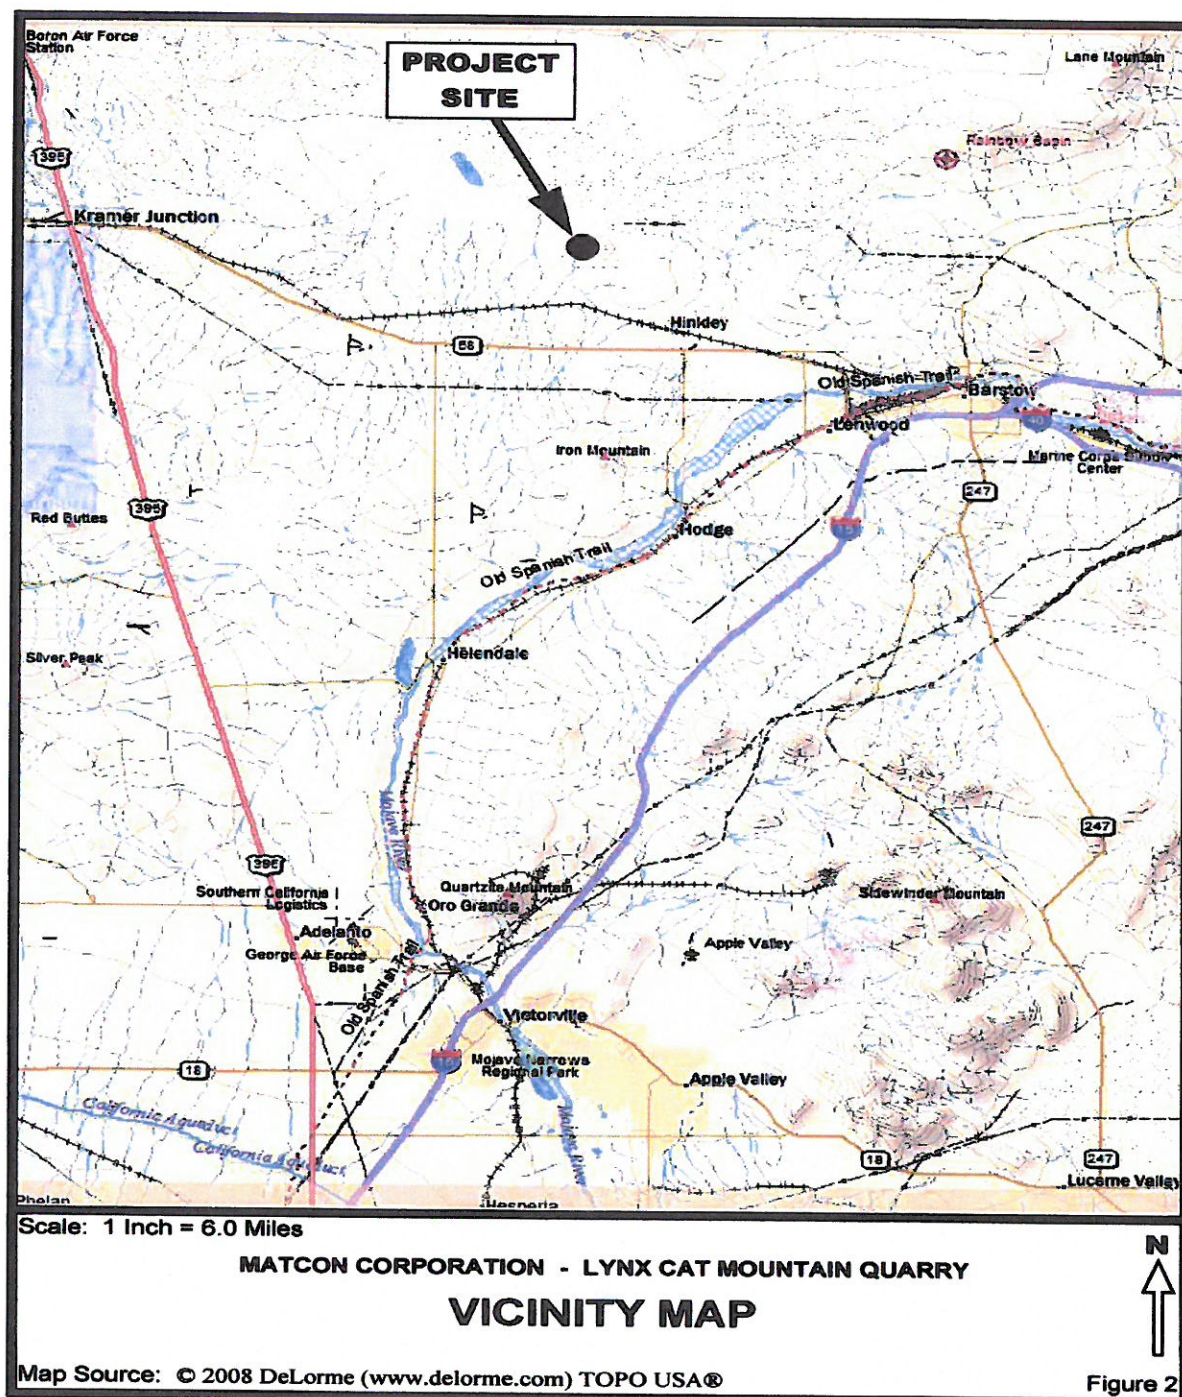 Boron Air Force
Station
PROJECT
SITE
Lane Mountain
Rainbow Basin
395
Kramer Junction
Hinkley
58
Old Spanish Trail
Barstow
Lenwood
40
Iron Mountain
Marine Corps
Center
247
395
Red Buttes
15
Hodge
Old Spanish Trail
Helendale
Silver Peak
Mojave River
247
395
Southern California
Logistics
Quartzite Mountain
Oro Grande
Sidewinder Mountain
Adelanto
George Air Force
Base
Apple Valley
Old Spanish Trail
Victorville
Mojave Narrows
Regional Park
18
15
Apple Valley
California Aqueduct
California Aqueduct
Mojave River
18
247
Lucerne Valley
Phelan
Hesperia
Scale: 1 Inch = 6.0 Miles
MATCON CORPORATION - LYNX CAT MOUNTAIN QUARRY
N
VICINITY MAP
Map Source: © 2008 DeLorme (www.delorme.com) TOPO USA®
Figure 2